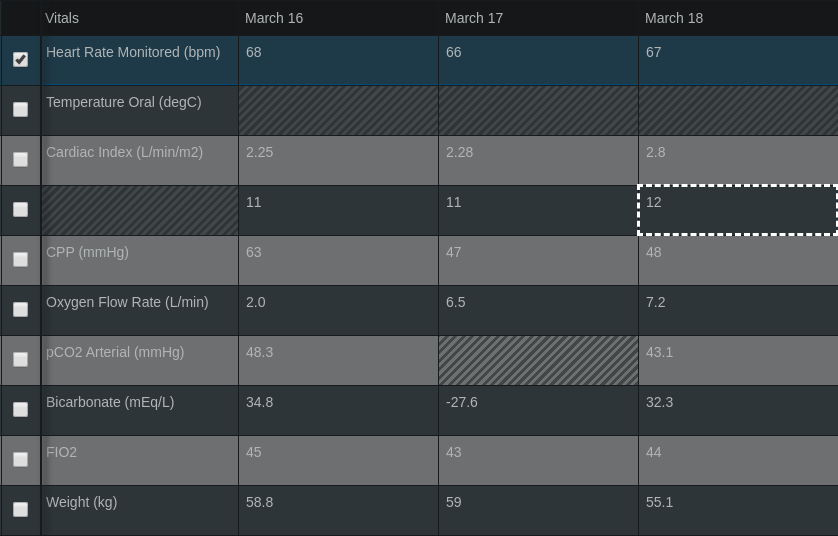 Vitals March 16 March 17 March 18
Heart Rate Monitored (bpm) 68 66 67
Temperature Oral (degC)
Cardiac Index (L/min/m2) 2.25 2.28 2.8
11 11 12
CPP (mmHg) 63 47 48
Oxygen Flow Rate (L/min) 2.0 6.5 7.2
pCO2 Arterial (mmHg) 48.3 43.1
Bicarbonate (mEq/L) 34.8 -27.6 32.3
FIO2 45 43 44
Weight (kg) 58.8 59 55.1